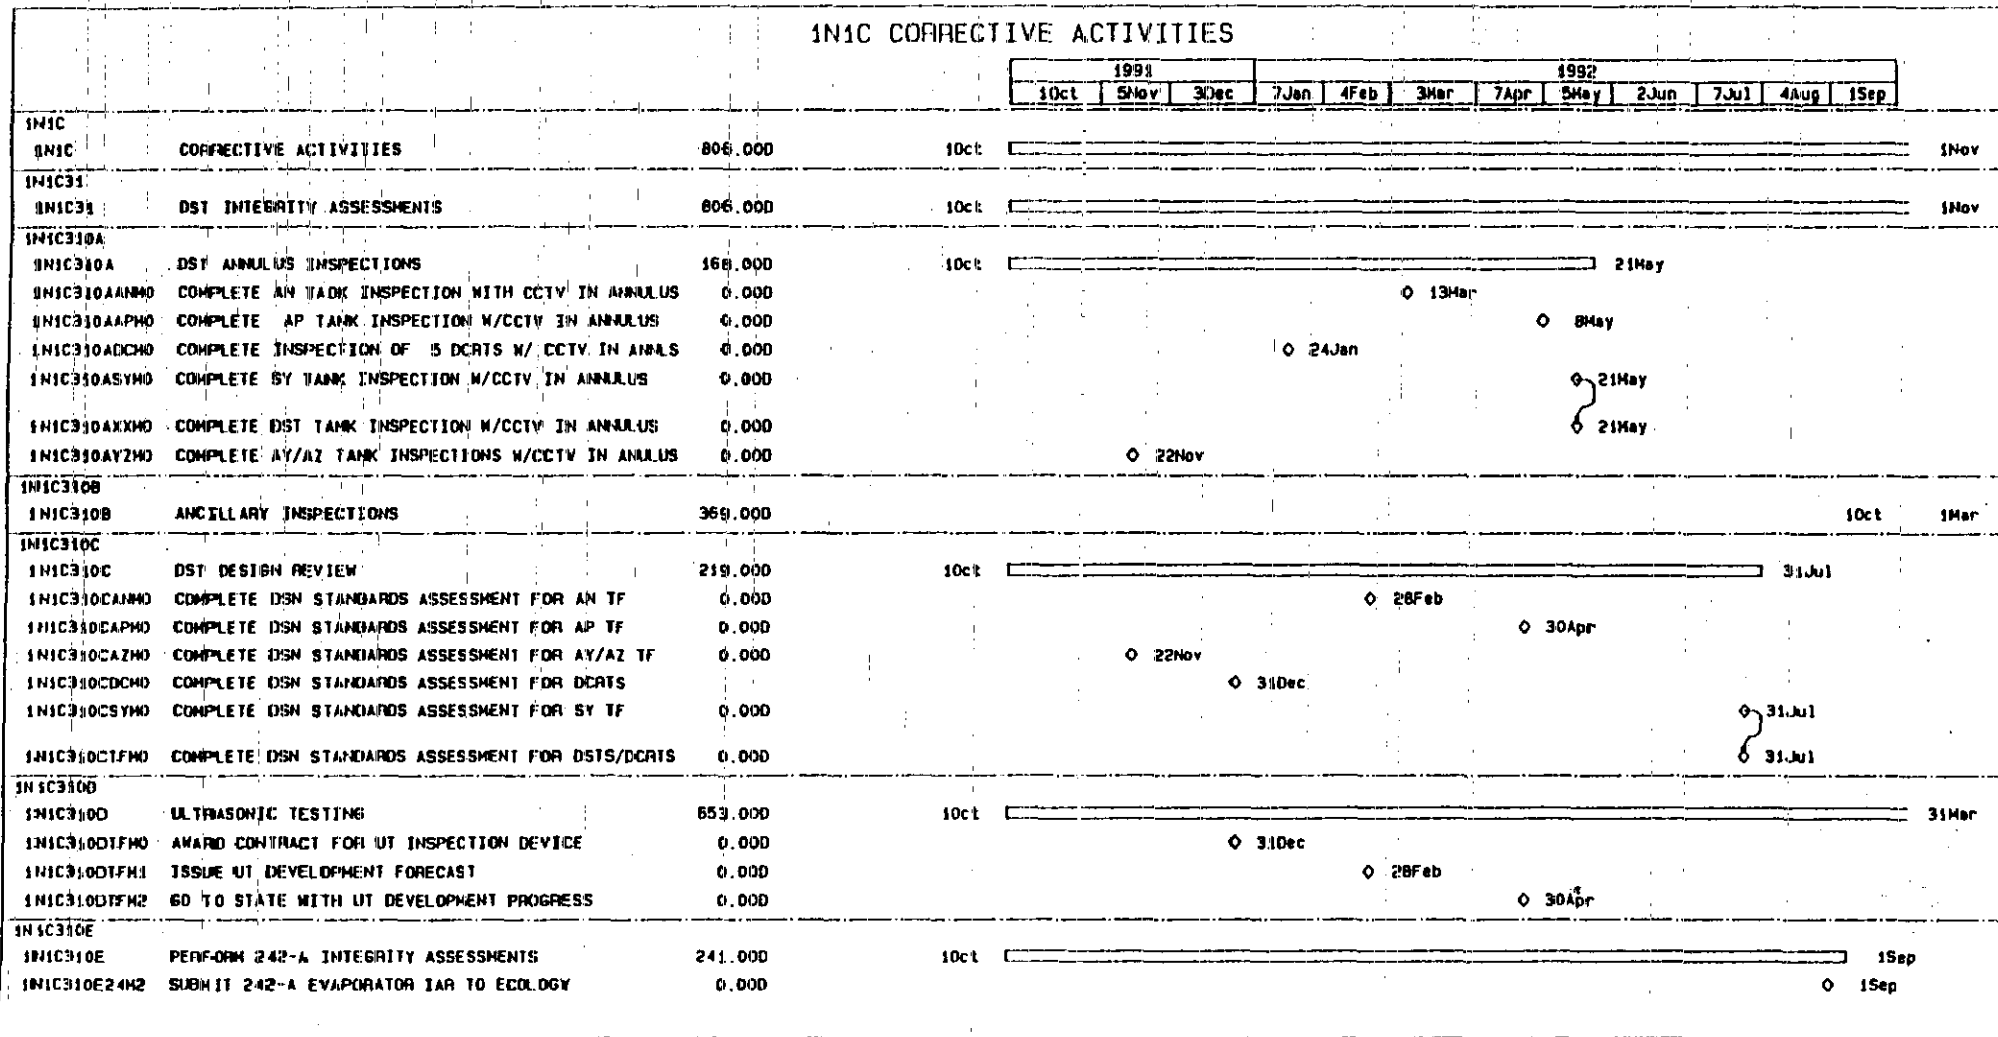 1N1C CORRECTIVE ACTIVITIES
1991 1992
1Oct 5Nov 3Dec 7Jan 4Feb 3Mar 7Apr 5May 2Jun 7Jul 4Aug 1Sep
1N1C
1N1C CORRECTIVE ACTIVITIES 806.000 1Oct 1Nov
1N1C31
1N1C31 DST INTEGRITY ASSESSMENTS 806.000 1Oct 1Nov
1N1C310A
1N1C310A DST ANNULUS INSPECTIONS 168.000 1Oct 21May
1N1C310AANM0 COMPLETE AN TANK INSPECTION WITH CCTV IN ANNULUS 0.000 13Mar
1N1C310AAPM0 COMPLETE AP TANK INSPECTION W/CCTV IN ANNULUS 0.000 8May
1N1C310ADCM0 COMPLETE INSPECTION OF 5 DCRTS W/ CCTV IN ANNLS 0.000 24Jan
1N1C310ASYM0 COMPLETE SY TANK INSPECTION W/CCTV IN ANNULUS 0.000 21May
1N1C310AXXM0 COMPLETE DST TANK INSPECTION W/CCTV IN ANNULUS 0.000 21May
1N1C310AYZM0 COMPLETE AY/AZ TANK INSPECTIONS W/CCTV IN ANULUS 0.000 22Nov
1N1C310B
1N1C310B ANCILLARY INSPECTIONS 369.000 1Oct 1Mar
1N1C310C
1N1C310C DST DESIGN REVIEW 219.000 1Oct 31Jul
1N1C310CANM0 COMPLETE DSN STANDARDS ASSESSMENT FOR AN TF 0.000 28Feb
1N1C310CAPM0 COMPLETE DSN STANDARDS ASSESSMENT FOR AP TF 0.000 30Apr
1N1C310CAZM0 COMPLETE DSN STANDARDS ASSESSMENT FOR AY/AZ TF 0.000 22Nov
1N1C310CDCM0 COMPLETE DSN STANDARDS ASSESSMENT FOR DCRTS 31Dec
1N1C310CSYM0 COMPLETE DSN STANDARDS ASSESSMENT FOR SY TF 0.000 31Jul
1N1C310CTFM0 COMPLETE DSN STANDARDS ASSESSMENT FOR DSTS/DCRTS 0.000 31Jul
1N1C310D
1N1C310D ULTRASONIC TESTING 653.000 1Oct 31Mar
1N1C310DTFM0 AWARD CONTRACT FOR UT INSPECTION DEVICE 0.000 31Dec
1N1C310DTFM1 ISSUE UT DEVELOPMENT FORECAST 0.000 28Feb
1N1C310DTFM2 GO TO STATE WITH UT DEVELOPMENT PROGRESS 0.000 30Apr
1N1C310E
1N1C310E PERFORM 242-A INTEGRITY ASSESSMENTS 241.000 1Oct 1Sep
1N1C310E24M2 SUBMIT 242-A EVAPORATOR IAR TO ECOLOGY 0.000 1Sep